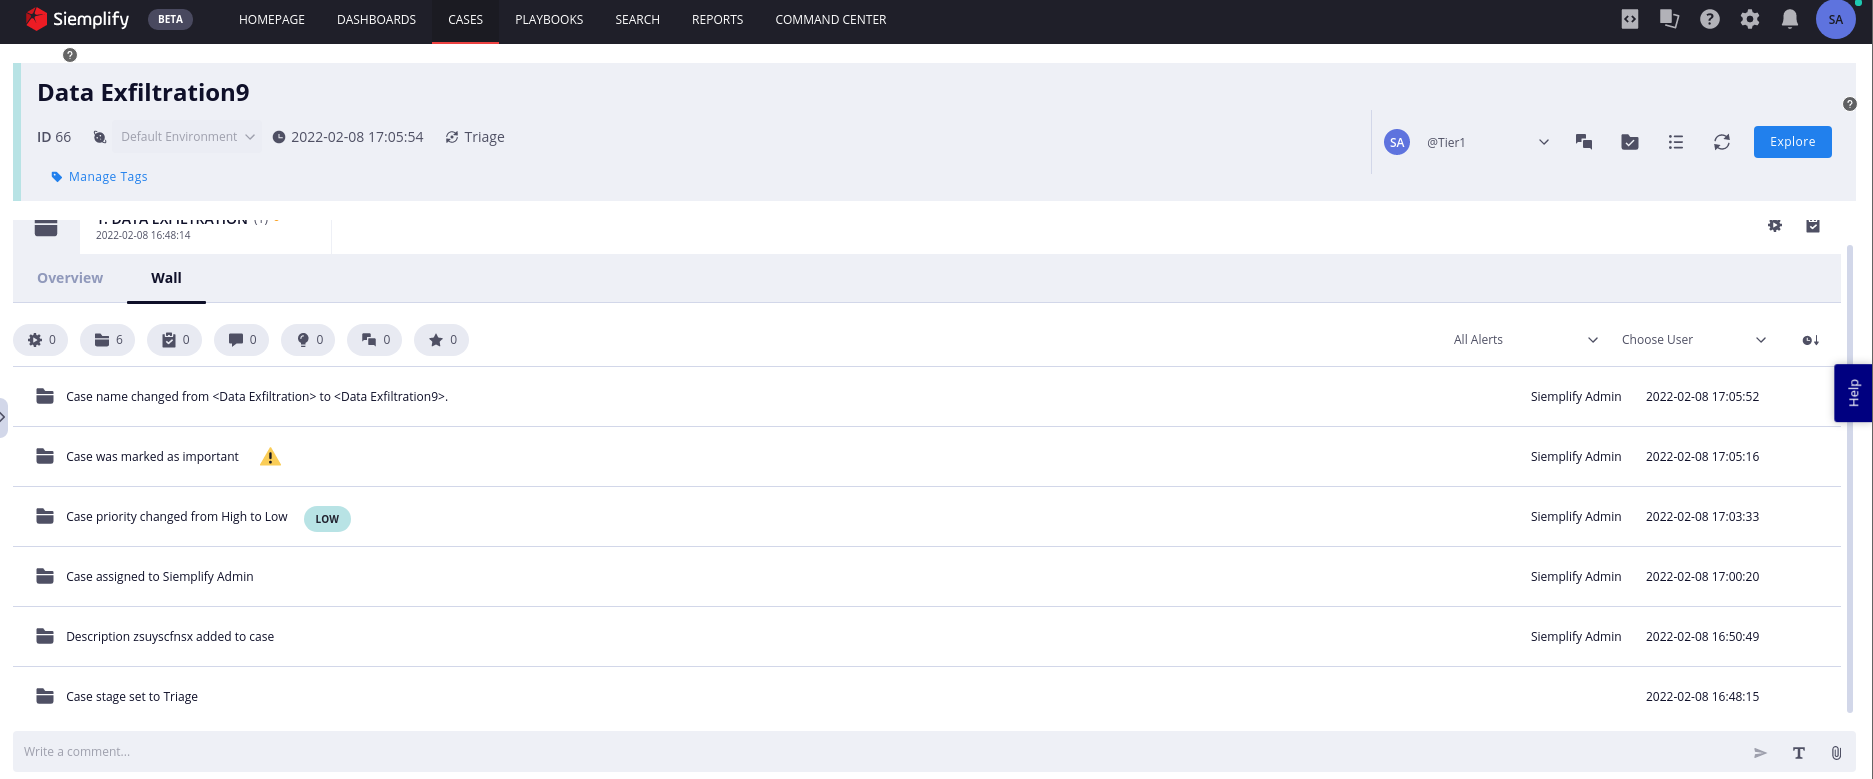 Siemplify BETA HOMEPAGE DASHBOARDS CASES PLAYBOOKS SEARCH REPORTS COMMAND CENTER SA
Data Exfiltration9
ID 66 Default Environment 2022-02-08 17:05:54 Triage SA @Tier1 Explore
Manage Tags
1. DATA EXFILTRATION (1)
2022-02-08 16:48:14
Overview Wall
0 6 0 0 0 0 0 All Alerts Choose User
Help
Case name changed from <Data Exfiltration> to <Data Exfiltration9>. Siemplify Admin 2022-02-08 17:05:52
Case was marked as important Siemplify Admin 2022-02-08 17:05:16
Case priority changed from High to Low LOW Siemplify Admin 2022-02-08 17:03:33
Case assigned to Siemplify Admin Siemplify Admin 2022-02-08 17:00:20
Description zsuyscfnsx added to case Siemplify Admin 2022-02-08 16:50:49
Case stage set to Triage 2022-02-08 16:48:15
Write a comment...